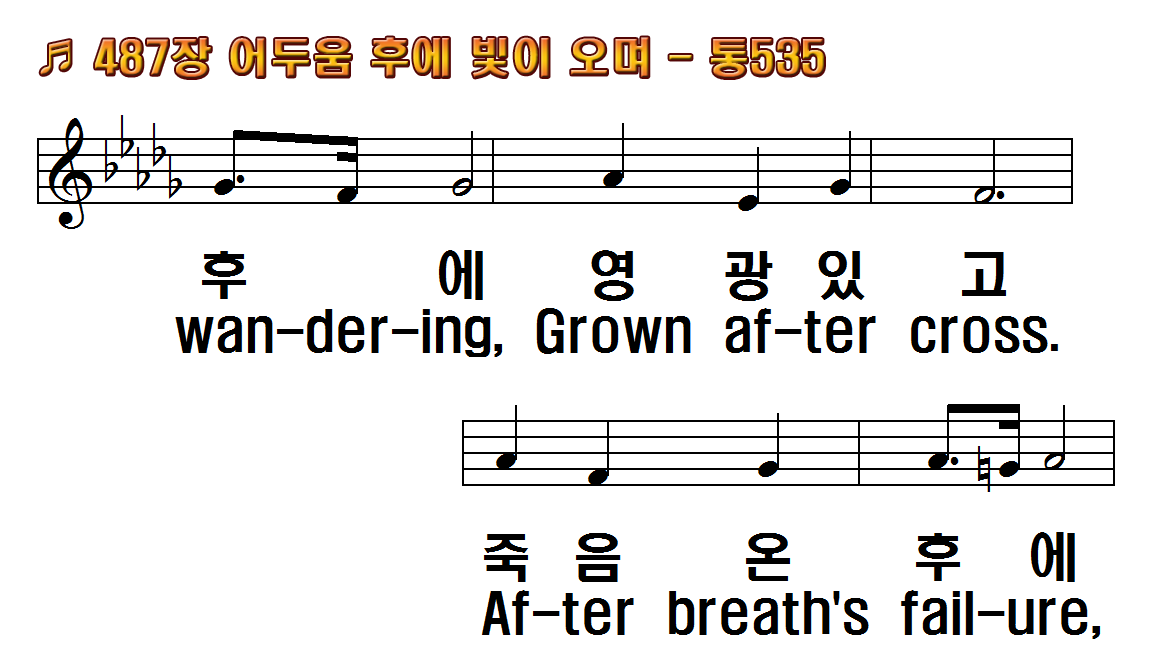 ♬ 487장 어두움 후에 빛이 오며 - 통535
후 에 영 광 있 고
wan-der-ing, Grown af-ter cross.
죽 음 온 후 에
Af-ter breath's fail-ure,